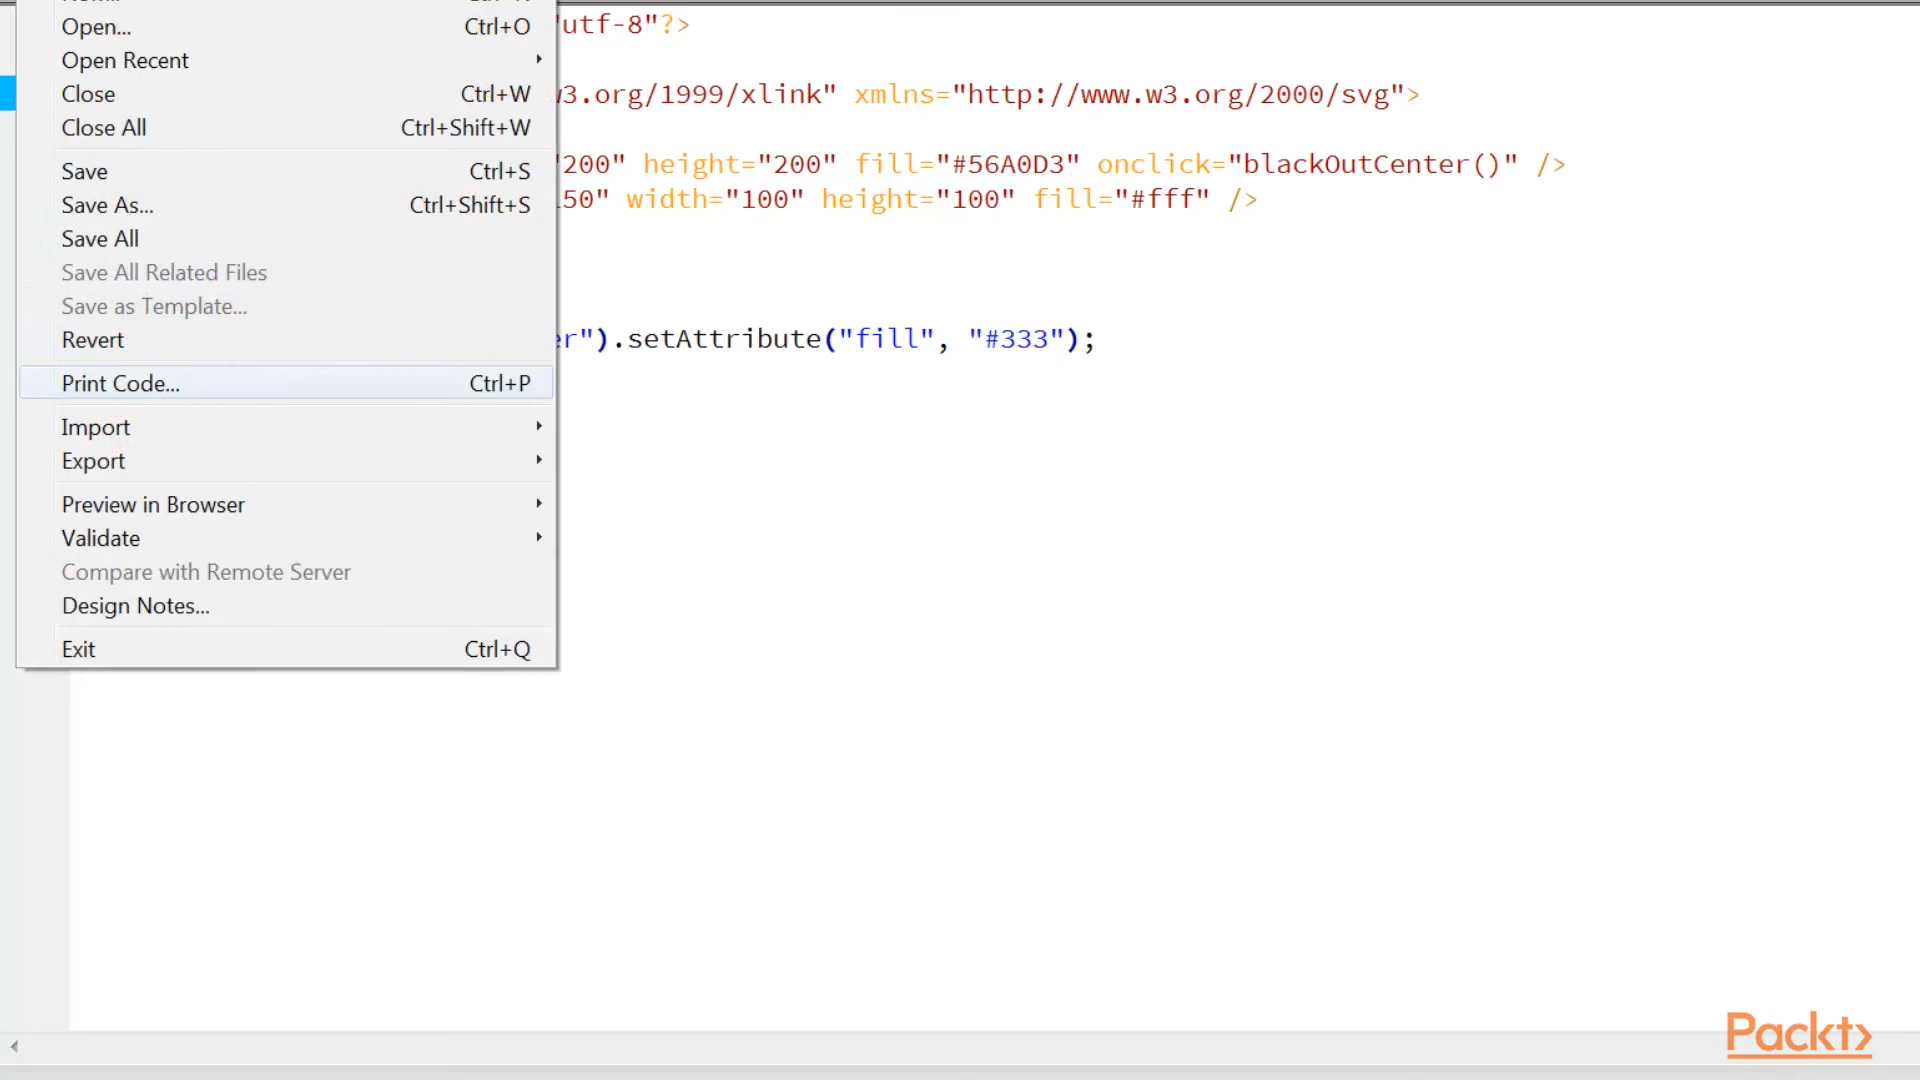 Open... Ctrl+O
Open Recent
Close Ctrl+W
Close All Ctrl+Shift+W
Save Ctrl+S
Save As... Ctrl+Shift+S
Save All
Save All Related Files
Save as Template...
Revert
Print Code... Ctrl+P
Import
Export
Preview in Browser
Validate
Compare with Remote Server
Design Notes...
Exit Ctrl+Q
"utf-8"?>
w3.org/1999/xlink" xmlns="http://www.w3.org/2000/svg">
"200" height="200" fill="#56A0D3" onclick="blackOutCenter()" />
50" width="100" height="100" fill="#fff" />
er").setAttribute("fill", "#333");
Packt>